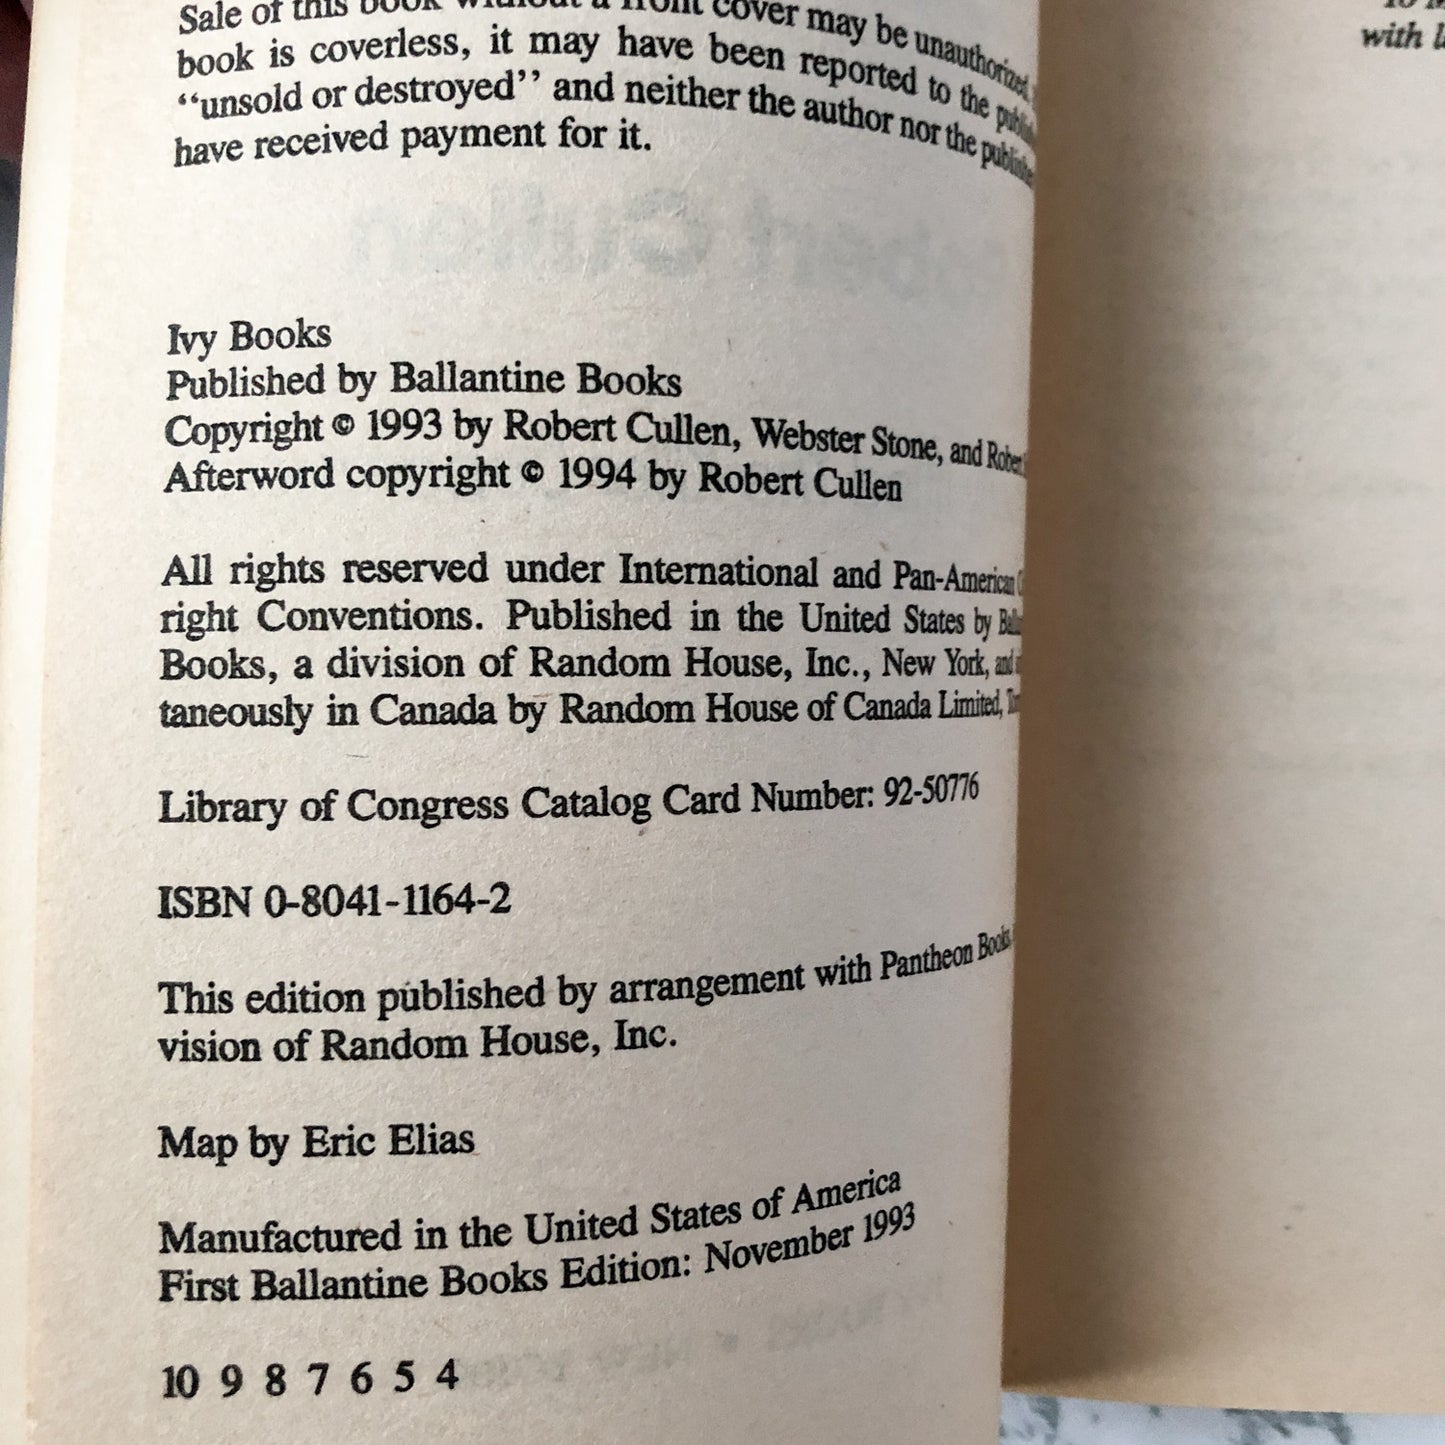 Sale of this book without a front cover may be unauthorized.
book is coverless, it may have been reported to the
"unsold or destroyed" and neither the author nor the
have received payment for it.
Ivy Books
Published by Ballantine Books
Copyright © 1993 by Robert Cullen, Webster Stone, and Robert
Afterword copyright © 1994 by Robert Cullen
All rights reserved under International and Pan-American
right Conventions. Published in the United States by
Books, a division of Random House, Inc., New York, and
taneously in Canada by Random House of Canada Limited,
Library of Congress Catalog Card Number: 92-50776
ISBN 0-8041-1164-2
This edition published by arrangement with Pantheon Books,
vision of Random House, Inc.
Map by Eric Elias
Manufactured in the United States of America
First Ballantine Books Edition: November 1993
10 9 8 7 6 5 4
with